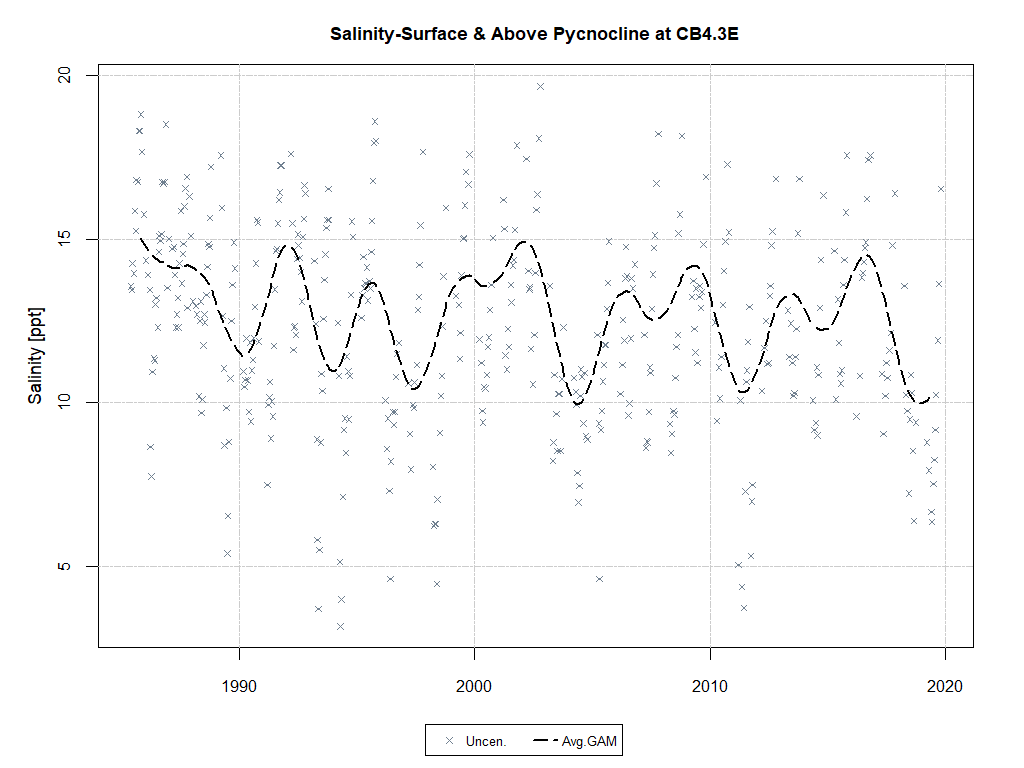 Salinity-Surface & Above Pycnocline at CB4.3E
Salinity [ppt]
20
15
10
5
1990 2000 2010 2020
Uncen. Avg.GAM